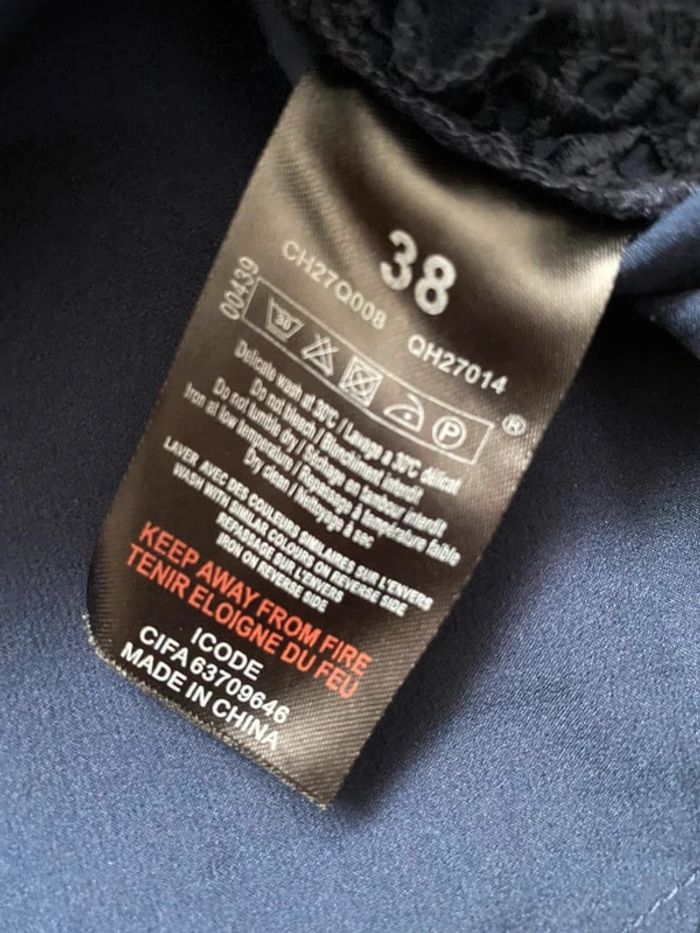 38
CH27Q008 QH27014
00439
30 P ®
Delicate wash at 30°C / Lavage a 30°C délicat
Do not bleach / Blanchiment interdit
Do not tumble dry / Séchage en tambour interdit
Iron at low temperature / Repassage à température faible
Dry clean / Nettoyage à sec
LAVER AVEC DES COULEURS SIMILAIRES SUR L'ENVERS
WASH WITH SIMILAR COLOURS ON REVERSE SIDE
REPASSAGE SUR L'ENVERS
IRON ON REVERSE SIDE
KEEP AWAY FROM FIRE
TENIR ELOIGNE DU FEU
ICODE
CIFA 63709646
MADE IN CHINA